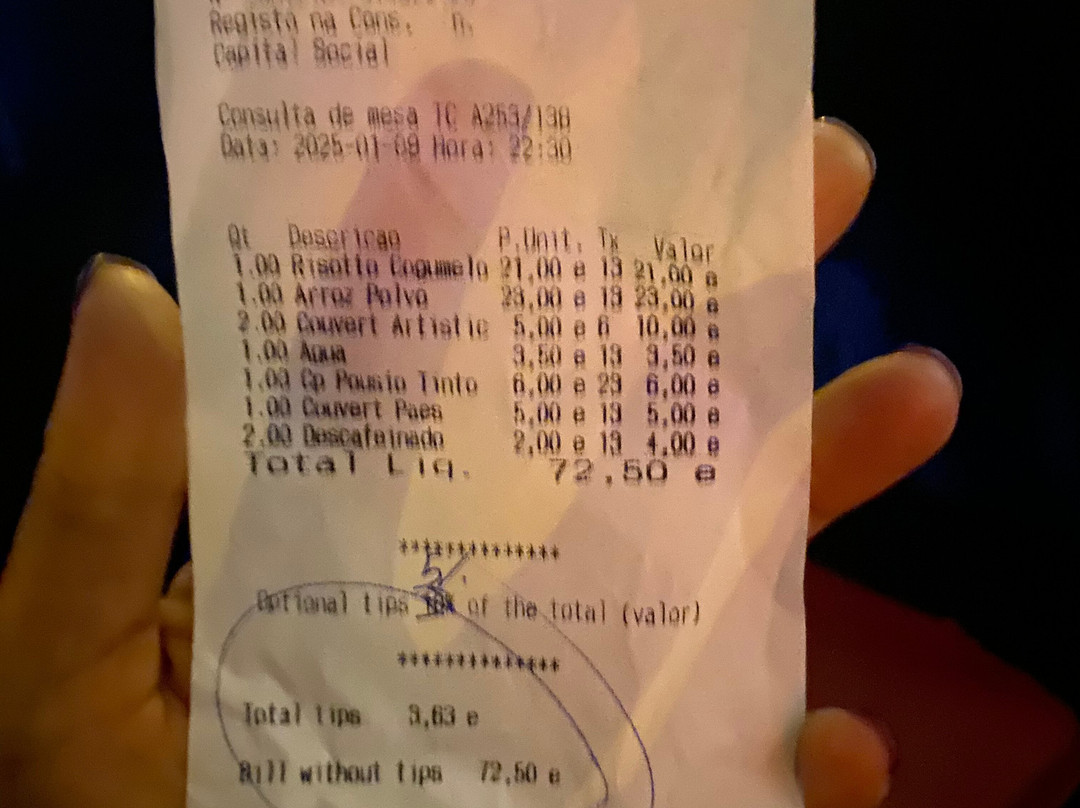 Registo na Cons. n.
Capital Social
Consulta de mesa TC A253/138
Data: 2025-01-09 Hora: 22:30
Qt Descricao P.Unit. Tx Valor
1.00 Risotto Cogumelo 21,00 e 13 21,00 e
1.00 Arroz Polvo 23,00 e 13 23,00 e
2.00 Couvert Artistic 5,00 e 6 10,00 e
1.00 Agua 3,50 e 13 3,50 e
1.00 Cp Pousio Tinto 6,00 e 23 6,00 e
1.00 Couvert Paes 5,00 e 13 5,00 e
2.00 Descafeinado 2,00 e 13 4,00 e
Total Liq. 72,50 e
*************
5%
Optional tips 10% of the total (valor)
*************
Total tips 3,63 e
Bill without tips 72,50 e